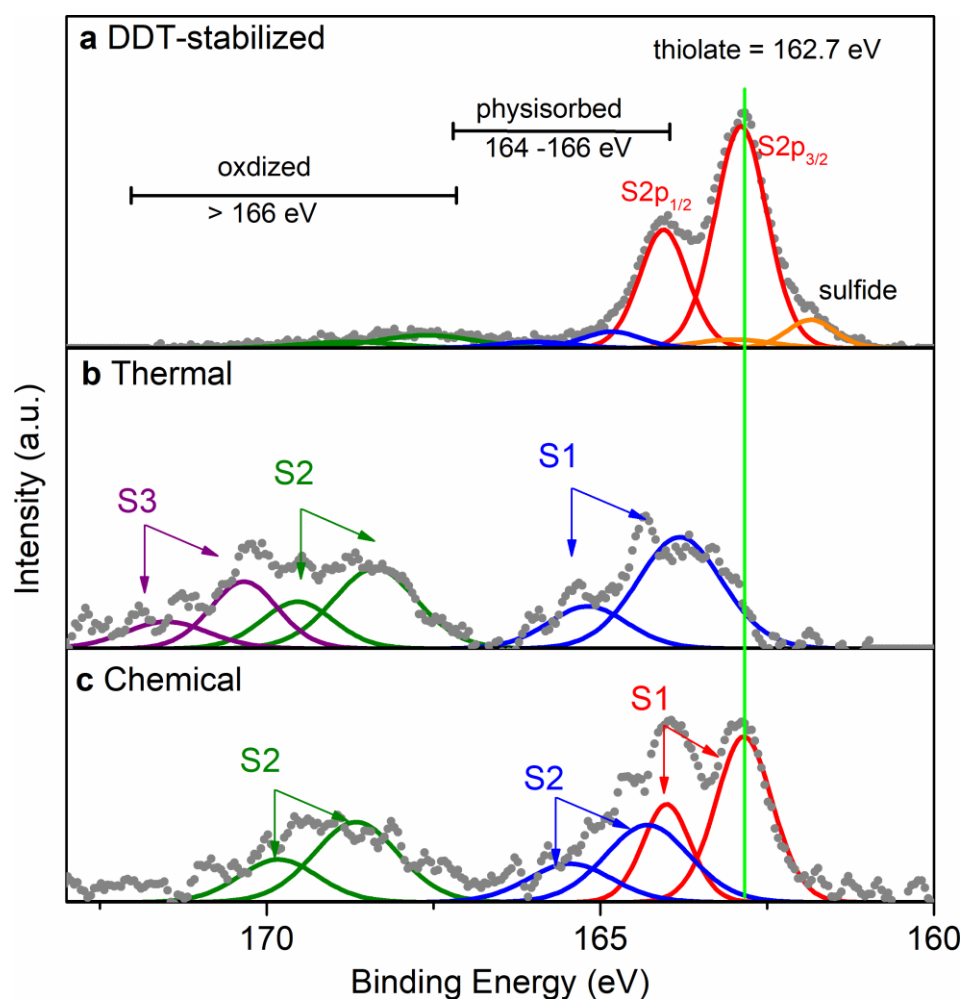 a DDT-stabilized
thiolate = 162.7 eV
physisorbed
164 -166 eV
oxdized
> 166 eV
S2p3/2
S2p1/2
sulfide
b Thermal
S1
S2
S3
c Chemical
S1
S2
S2
Intensity (a.u.)
170
165
160
Binding Energy (eV)